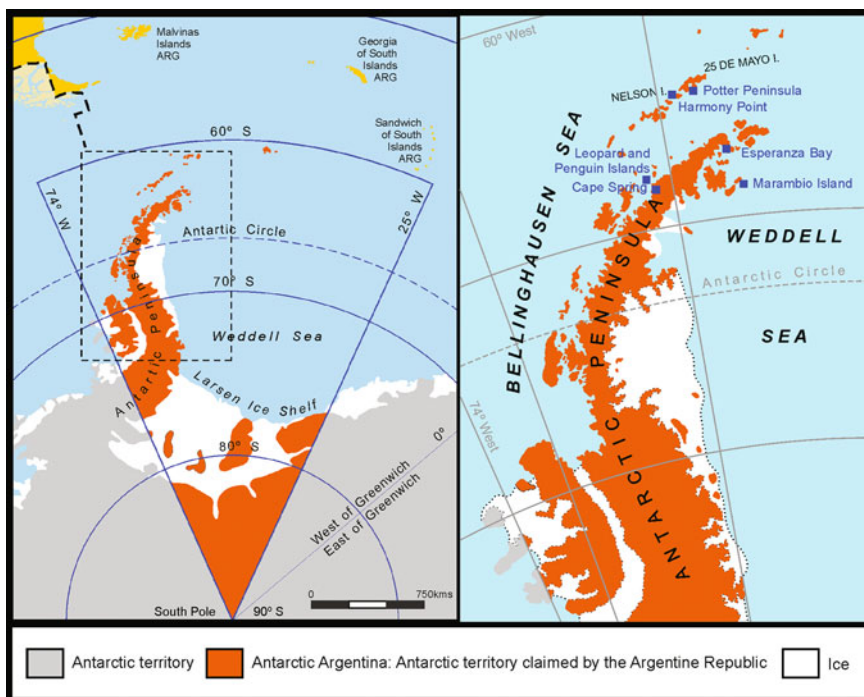 Malvinas
Islands
ARG
Georgia
of South
Islands
ARG
Sandwich
of South
Islands
ARG
60º S
74º W
25º W
Antartic Circle
70º S
Antartic Peninsula
Weddell Sea
Larsen Ice Shelf
80º S
0º
West of Greenwich
East of Greenwich
South Pole
90º S
0
750kms
60º West
25 DE MAYO I.
NELSON I.
Potter Peninsula
Harmony Point
Leopard and
Penguin Islands
Cape Spring
Esperanza Bay
Marambio Island
BELLINGHAUSEN SEA
WEDDELL
SEA
Antarctic Circle
ANTARCTIC PENINSULA
74º West
Antarctic territory
Antarctic Argentina: Antarctic territory claimed by the Argentine Republic
Ice